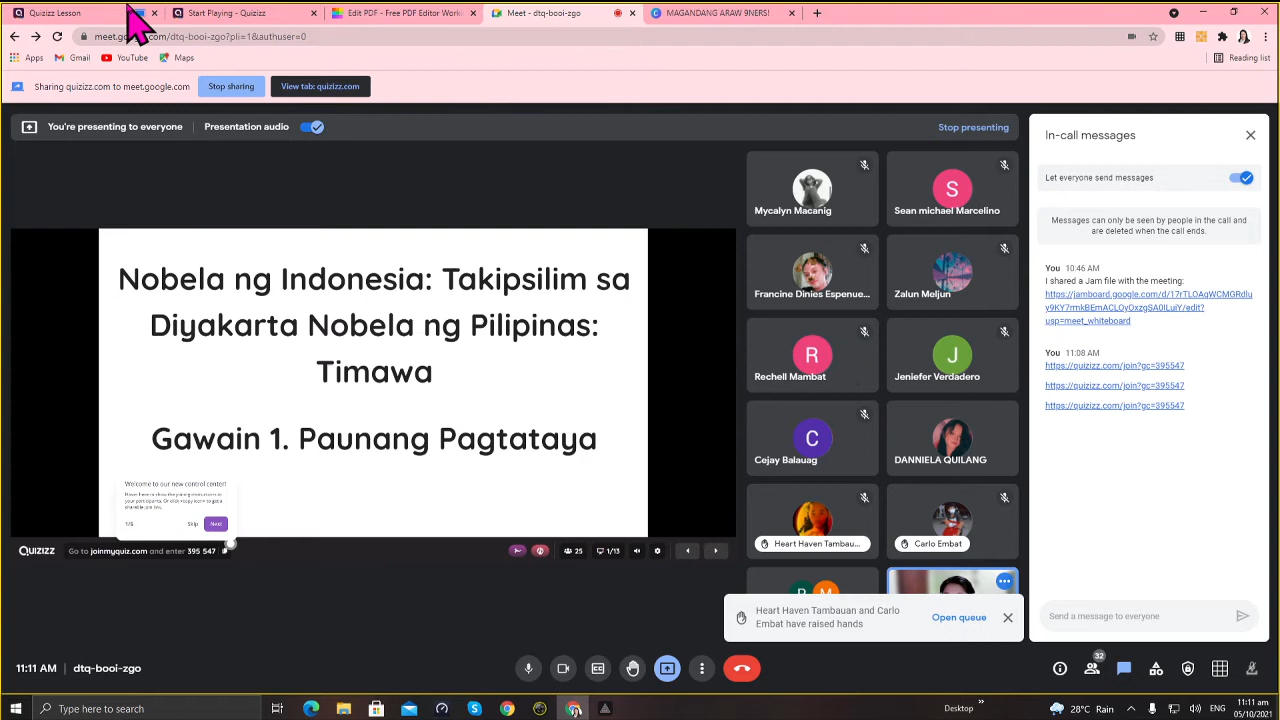 Quizizz Lesson
Start Playing - Quizizz
Edit PDF - Free PDF Editor Work
Meet - dtq-booi-zgo
MAGANDANG ARAW 9NERS!
meet.go com/dtq-booi-zgo?pli=1&authuser=0
Apps
Gmail
YouTube
Maps
Reading list
Sharing quizizz.com to meet.google.com
Stop sharing
View tab: quizizz.com
You're presenting to everyone
Presentation audio
Stop presenting
Nobela ng Indonesia: Takipsilim sa
Diyakarta Nobela ng Pilipinas:
Timawa
Gawain 1. Paunang Pagtataya
Welcome to our new control center!
1/6
Skip
Next
Quizizz
Go to joinmyquiz.com and enter 395 547
25
1/13
Mycalyn Macanig
S
Sean michael Marcelino
Francine Dinies Espenue...
Zalun Meljun
R
Rechell Mambat
J
Jeniefer Verdadero
C
Cejay Balauag
DANNIELA QUILANG
Heart Haven Tambau...
Carlo Embat
Heart Haven Tambauan and Carlo
Embat have raised hands
Open queue
In-call messages
Let everyone send messages
Messages can only be seen by people in the call and
are deleted when the call ends.
You 10:46 AM
I shared a Jam file with the meeting:
https://jamboard.google.com/d/17rTLOAgWCMGRdlu
y9KY7rmkBEmACLOyOxzgSA0ILuiY/edit?
usp=meet_whiteboard
You 11:08 AM
https://quizizz.com/join?gc=395547
https://quizizz.com/join?gc=395547
https://quizizz.com/join?gc=395547
Send a message to everyone
11:11 AM
dtq-booi-zgo
32
Type here to search
Desktop
28°C Rain
11:11 am
05/10/2021